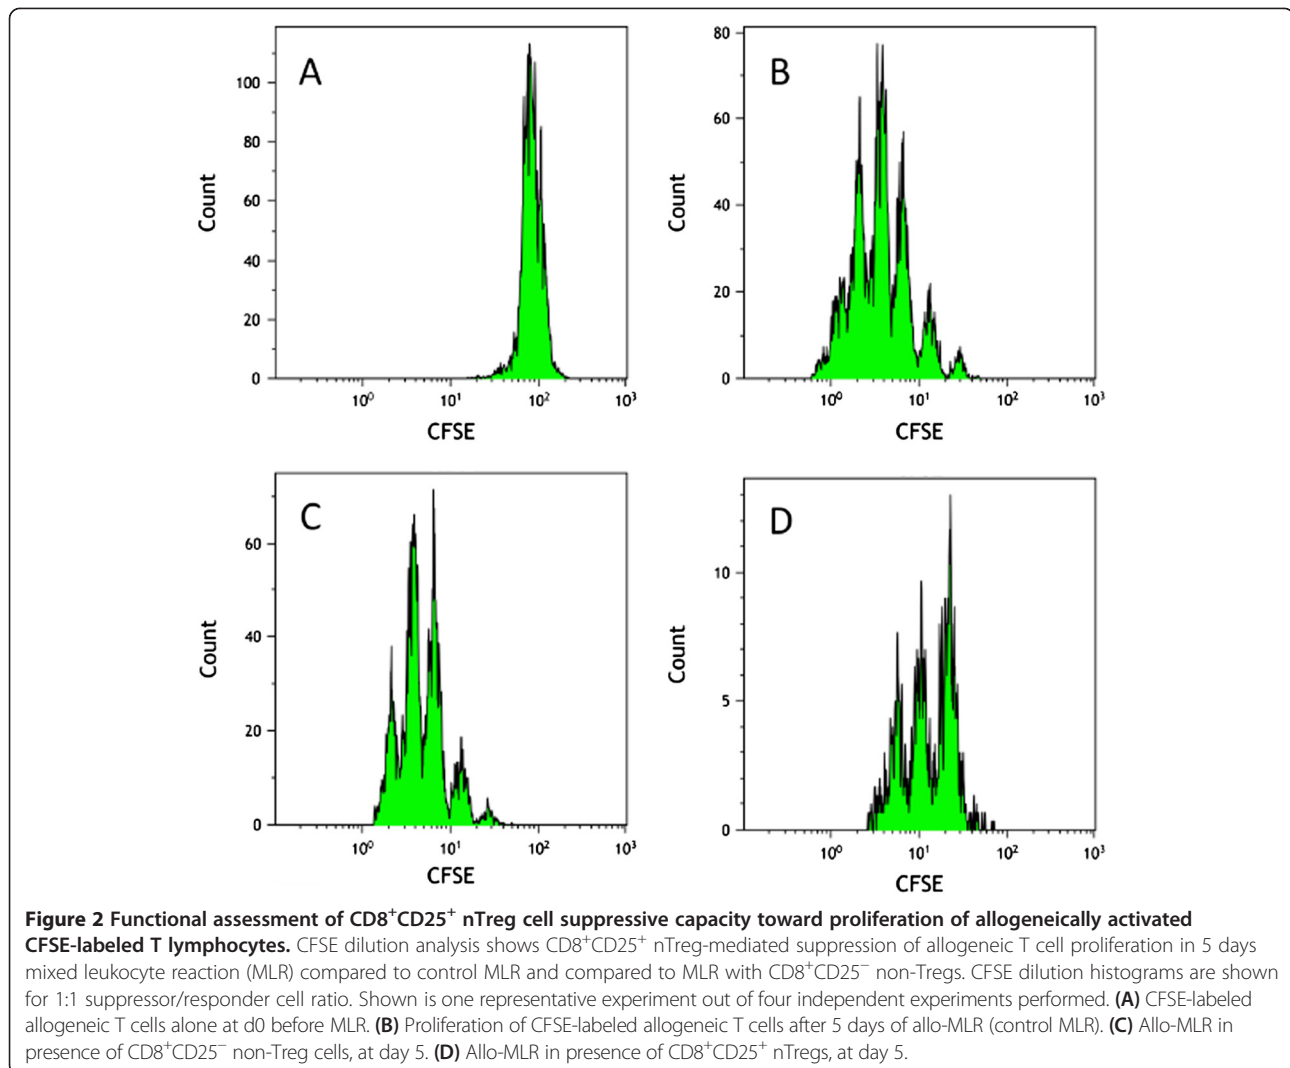 A
Count
100
80
60
40
20
0
10⁰ 10¹ 10² 10³
CFSE
B
Count
80
60
40
20
0
10⁰ 10¹ 10² 10³
CFSE
C
Count
60
40
20
0
10⁰ 10¹ 10² 10³
CFSE
D
Count
10
5
0
10⁰ 10¹ 10² 10³
CFSE
Figure 2 Functional assessment of CD8⁺CD25⁺ nTreg cell suppressive capacity toward proliferation of allogeneically activated
CFSE-labeled T lymphocytes. CFSE dilution analysis shows CD8⁺CD25⁺ nTreg-mediated suppression of allogeneic T cell proliferation in 5 days
mixed leukocyte reaction (MLR) compared to control MLR and compared to MLR with CD8⁺CD25⁻ non-Tregs. CFSE dilution histograms are shown
for 1:1 suppressor/responder cell ratio. Shown is one representative experiment out of four independent experiments performed. (A) CFSE-labeled
allogeneic T cells alone at d0 before MLR. (B) Proliferation of CFSE-labeled allogeneic T cells after 5 days of allo-MLR (control MLR). (C) Allo-MLR in
presence of CD8⁺CD25⁻ non-Treg cells, at day 5. (D) Allo-MLR in presence of CD8⁺CD25⁺ nTregs, at day 5.